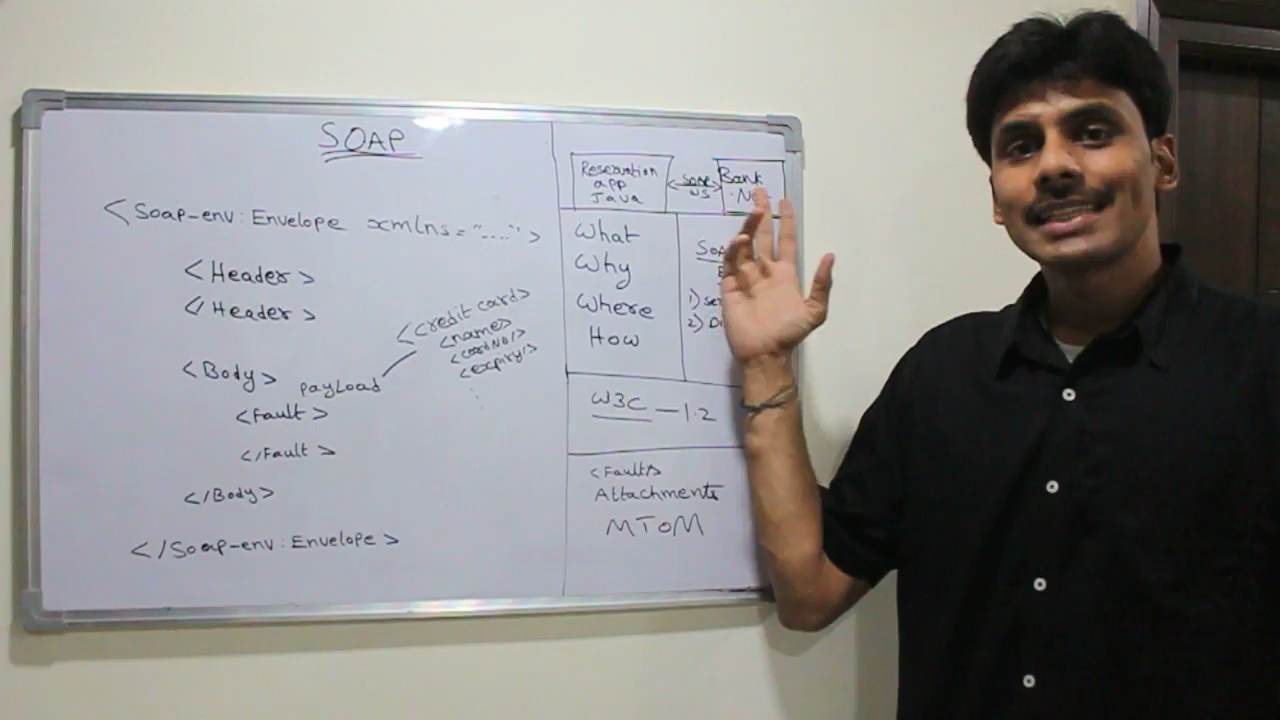 SOAP
<Soap-env:Envelope xmlns="....">
<Header>
</Header>
<Body>
payLoad
<credit card>
<name>
<cardNo/>
<expiry/>
<Fault>
</Fault>
</Body>
</Soap-env:Envelope>
Reservation
app
Java
SOAP
WS
Bank
What
Why
Where
How
W3C - 1.2
<Fault/>
Attachments
MTOM